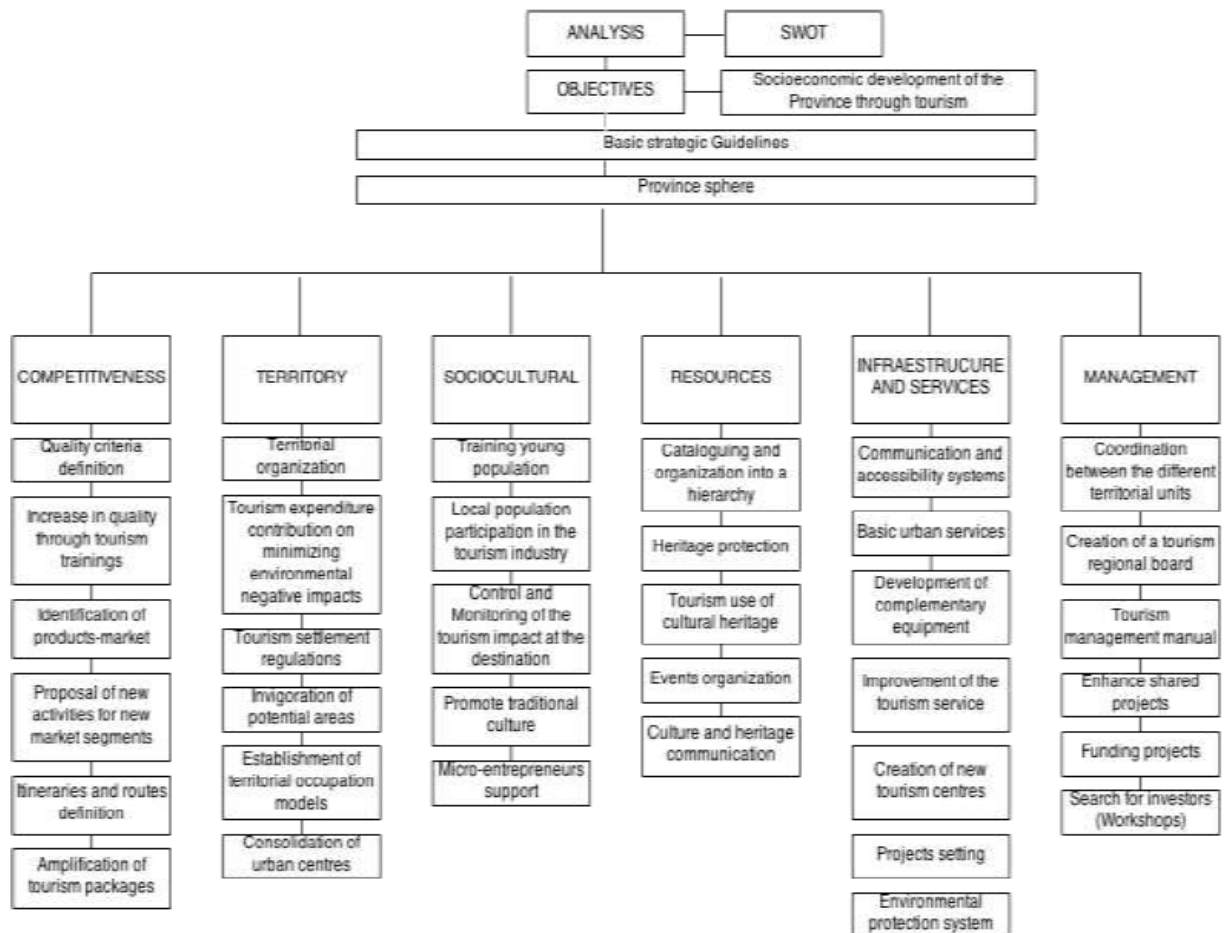 ANALYSIS
SWOT
OBJECTIVES
Socioeconomic development of the
Province through tourism
Basic strategic Guidelines
Province sphere
COMPETITIVENESS
Quality criteria
definition
Increase in quality
through tourism
trainings
Identification of
products-market
Proposal of new
activities for new
market segments
Itineraries and routes
definition
Amplification of
tourism packages
TERRITORY
Territorial
organization
Tourism expenditure
contribution on
minimizing
environmental
negative impacts
Tourism settlement
regulations
Invigoration of
potential areas
Establishment of
territorial occupation
models
Consolidation of
urban centres
SOCIOCULTURAL
Training young
population
Local population
participation in the
tourism industry
Control and
Monitoring of the
tourism impact at the
destination
Promote traditional
culture
Micro-entrepreneurs
support
RESOURCES
Cataloguing and
organization into a
hierarchy
Heritage protection
Tourism use of
cultural heritage
Events organization
Culture and heritage
communication
INFRAESTRUCURE
AND SERVICES
Communication and
accessibility systems
Basic urban services
Development of
complementary
equipment
Improvement of the
tourism service
Creation of new
tourism centres
Projects setting
Environmental
protection system
MANAGEMENT
Coordination
between the different
territorial units
Creation of a tourism
regional board
Tourism
management manual
Enhance shared
projects
Funding projects
Search for investors
(Workshops)